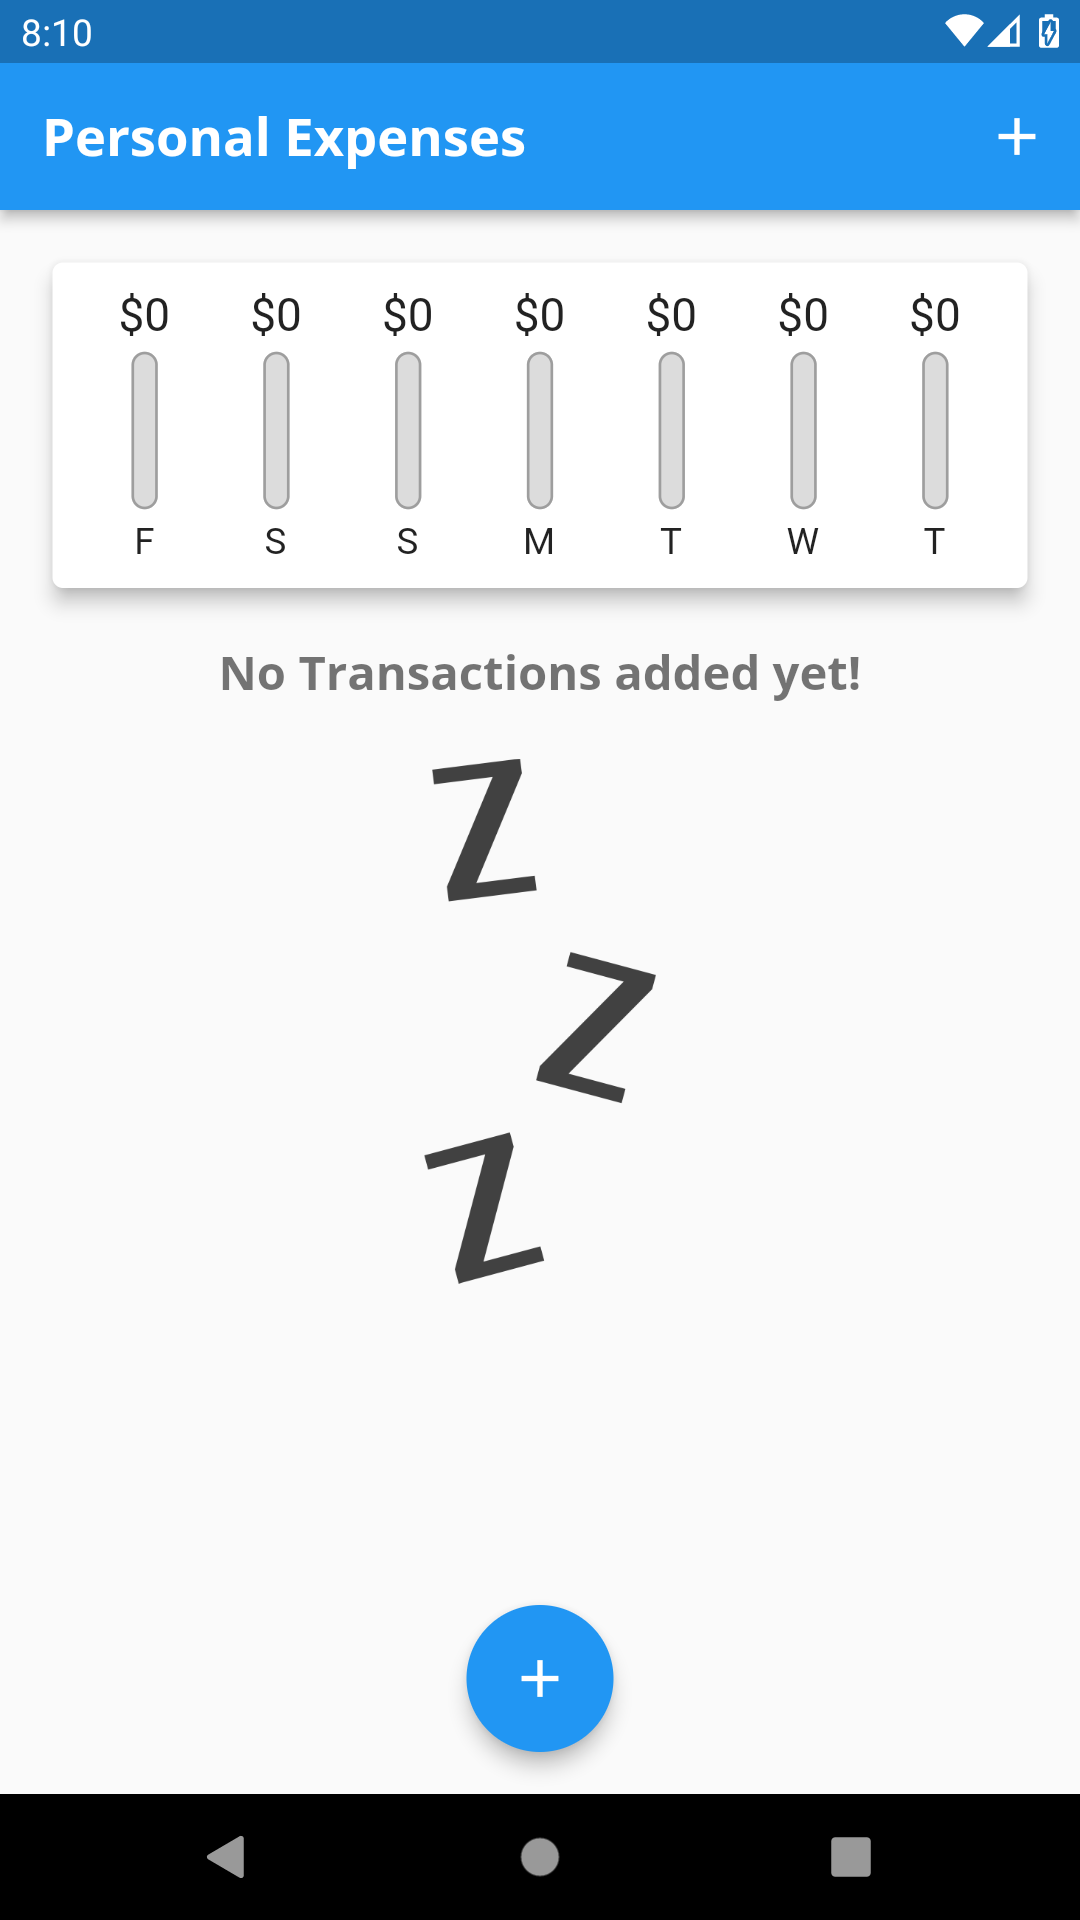 8:10
Personal Expenses
$0 $0 $0 $0 $0 $0 $0
F S S M T W T
No Transactions added yet!
Z
Z
Z